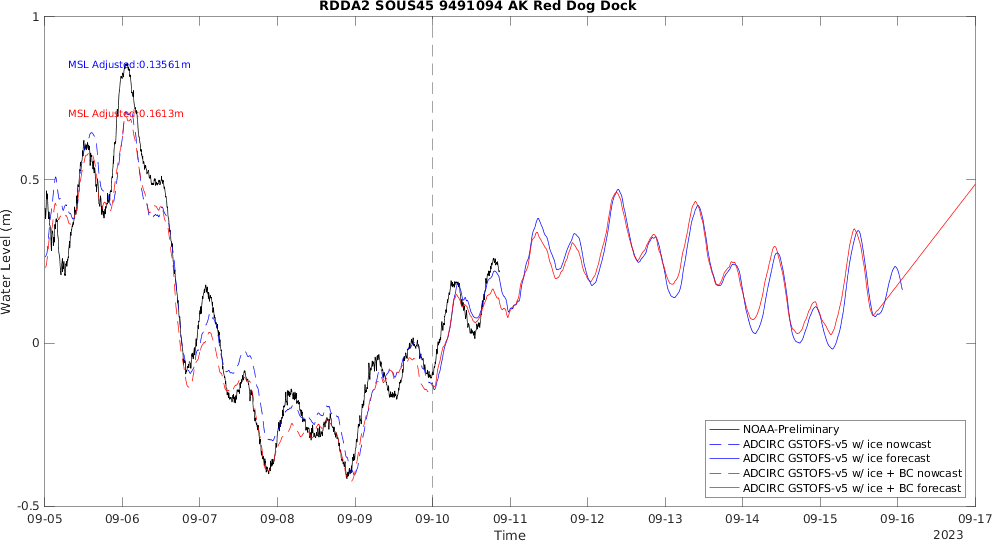 RDDA2 SOUS45 9491094 AK Red Dog Dock
1
MSL Adjusted:0.13561m
MSL Adjusted:0.1613m
0.5
Water Level (m)
0
NOAA-Preliminary
ADCIRC GSTOFS-v5 w/ ice nowcast
ADCIRC GSTOFS-v5 w/ ice forecast
ADCIRC GSTOFS-v5 w/ ice + BC nowcast
ADCIRC GSTOFS-v5 w/ ice + BC forecast
-0.5
09-05 09-06 09-07 09-08 09-09 09-10 09-11 09-12 09-13 09-14 09-15 09-16 09-17
Time
2023